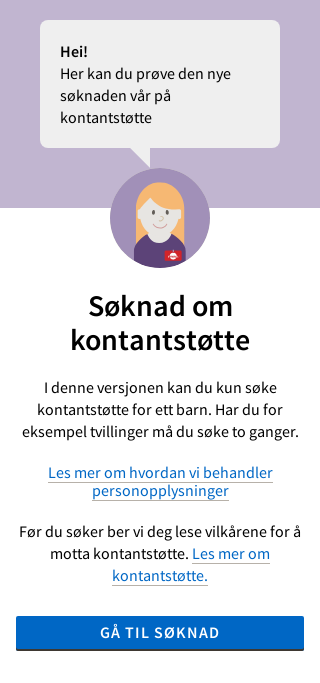 Hei!
Her kan du prøve den nye
søknaden vår på
kontantstøtte
Søknad om
kontantstøtte
I denne versjonen kan du kun søke
kontantstøtte for ett barn. Har du for
eksempel tvillinger må du søke to ganger.
Les mer om hvordan vi behandler
personopplysninger
Før du søker ber vi deg lese vilkårene for å
motta kontantstøtte. Les mer om
kontantstøtte.
GÅ TIL SØKNAD